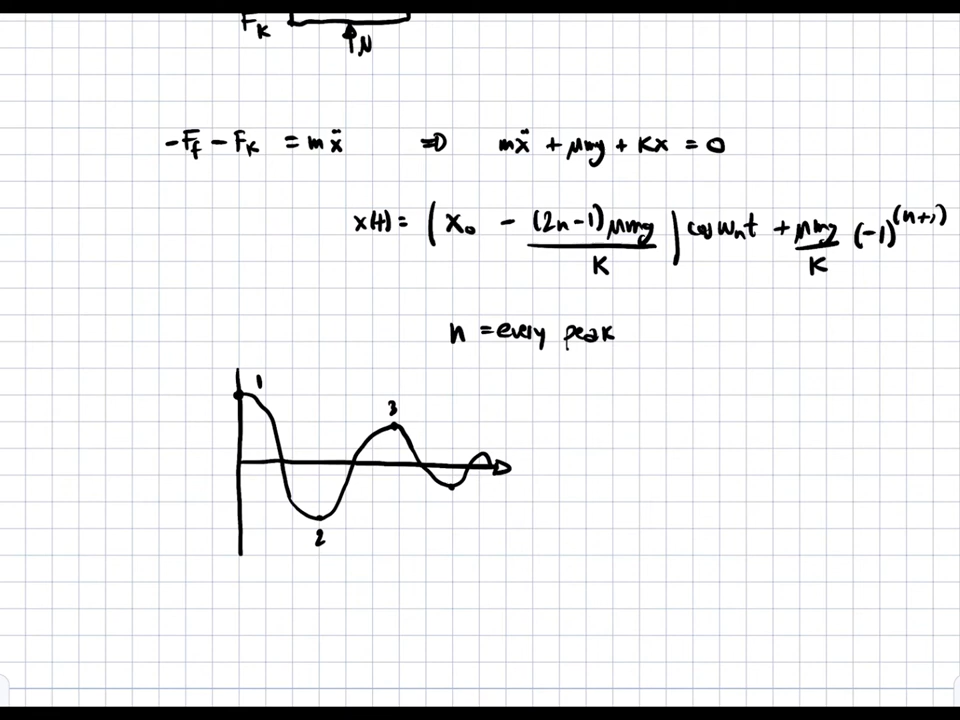 F_K
N
-F_f - F_K = mẍ ⇒ mẍ + μmg + Kx = 0
x(t) = (x_0 - (2n-1)μmg / K) cos ω_n t + μmg / K (-1)^(n+1)
n = every peak
1
3
2